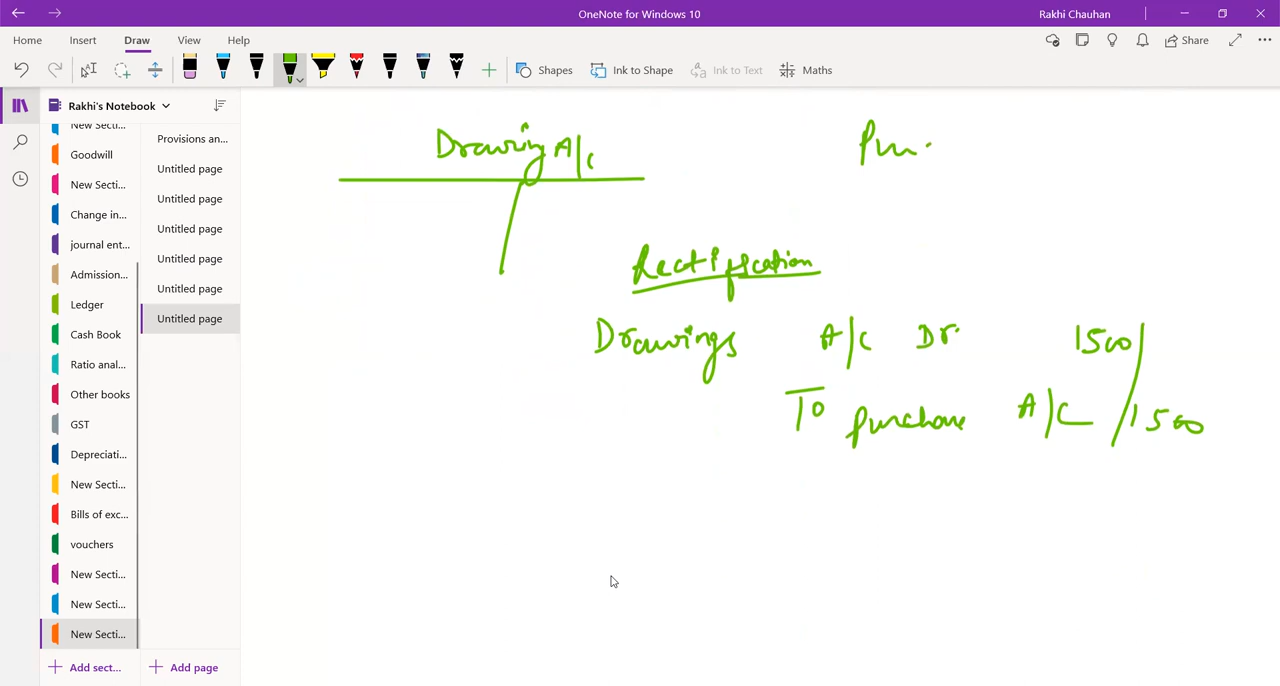 OneNote for Windows 10
Rakhi Chauhan
Home Insert Draw View Help
Share
Shapes Ink to Shape Ink to Text Maths
Rakhi's Notebook
New Secti...
Goodwill
New Secti...
Change in...
journal ent...
Admission...
Ledger
Cash Book
Ratio anal...
Other books
GST
Depreciati...
New Secti...
Bills of exc...
vouchers
New Secti...
New Secti...
New Secti...
Add sect...
Provisions an...
Untitled page
Untitled page
Untitled page
Untitled page
Untitled page
Untitled page
Add page
Drawing A/c
Pur.
Rectification
Drawings A/C Dr. 1500
To purchase A/C 1500